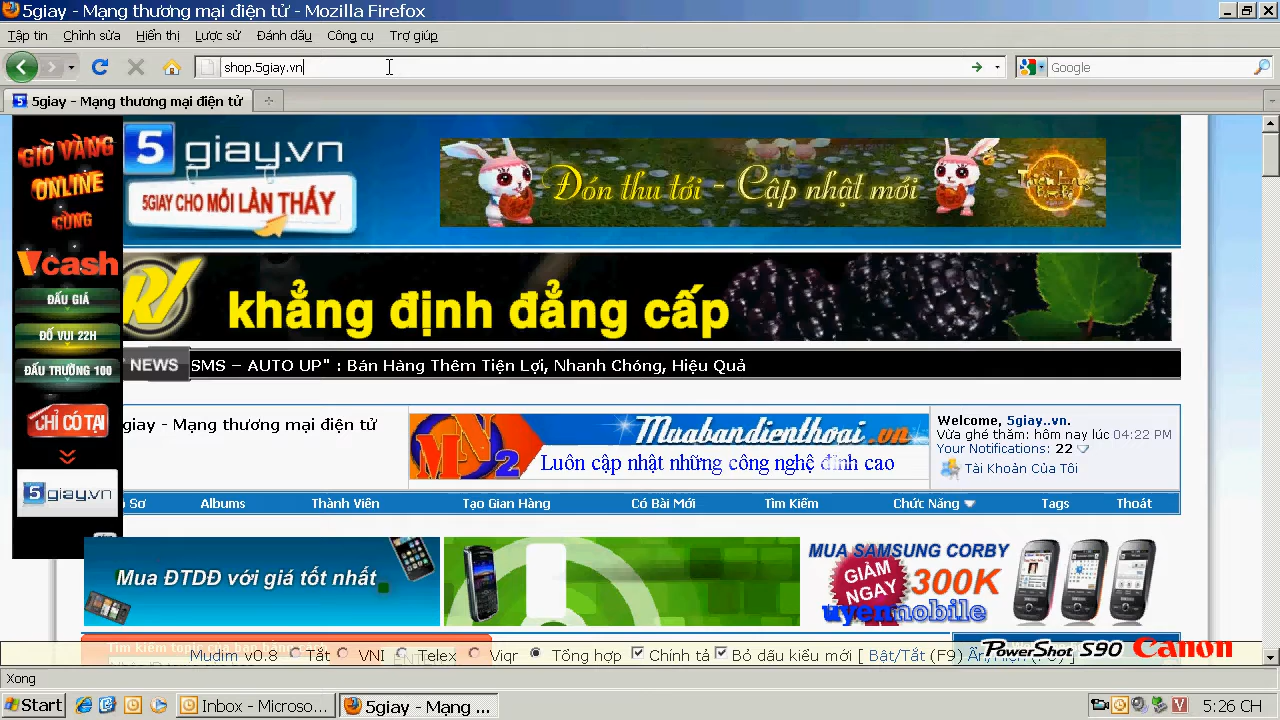 5giay - Mạng thương mại điện tử - Mozilla Firefox
Tập tin Chỉnh sửa Hiển thị Lược sử Đánh dấu Công cụ Trợ giúp
shop.5giay.vn
Google
5giay - Mạng thương mại điện tử
GIỜ VÀNG
ONLINE
CÙNG
Vcash
ĐẤU GIÁ
ĐỐ VUI 22H
ĐẤU TRƯỜNG 100
CHỈ CÓ TẠI
5giay.vn
5 giay.vn
5GIAY CHO MỖI LẦN THẤY
Đón thu tới - Cập nhật mới
khẳng định đẳng cấp
NEWS SMS – AUTO UP" : Bán Hàng Thêm Tiện Lợi, Nhanh Chóng, Hiệu Quả
giay - Mạng thương mại điện tử
MN2
Muabandienthoai.vn
Luôn cập nhật những công nghệ đỉnh cao
Welcome, 5giay..vn.
Vừa ghé thăm: hôm nay lúc 04:22 PM
Your Notifications: 22
Tài Khoản Của Tôi
Sơ Albums Thành Viên Tạo Gian Hàng Có Bài Mới Tìm Kiếm Chức Năng Tags Thoát
Mua ĐTDĐ với giá tốt nhất
MUA SAMSUNG CORBY
GIẢM NGAY 300K
uyenmobile
PowerShot S90 Canon
Mudim v0.8 Tắt VNI Telex Viqr Tổng hợp Chính tả Bỏ dấu kiểu mới [ Bật/Tắt (F9) Ẩn/Hiện (F8) ]
Xong
Start Inbox - Microso... 5giay - Mạng ... 5:26 CH